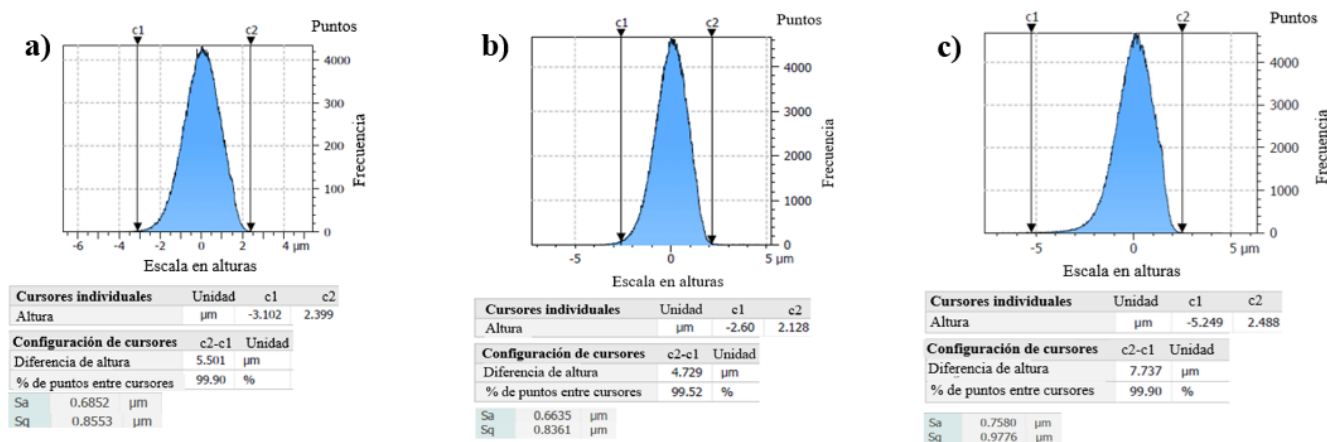 a)
c1 c2 Puntos
4000
300
200
100
0
Frecuencia
-6 -4 -2 0 2 4 µm
Escala en alturas
Cursores individuales Unidad c1 c2
Altura µm -3.102 2.399
Configuración de cursores c2-c1 Unidad
Diferencia de altura 5.501 µm
% de puntos entre cursores 99.90 %
Sa 0.6852 µm
Sq 0.8553 µm
b)
c1 c2 Puntos
4000
3000
2000
1000
0
Frecuencia
-5 0 5 µm
Escala en alturas
Cursores individuales Unidad c1 c2
Altura µm -2.60 2.128
Configuración de cursores c2-c1 Unidad
Diferencia de altura 4.729 µm
% de puntos entre cursores 99.52 %
Sa 0.6635 µm
Sq 0.8361 µm
c)
c1 c2 Puntos
4000
3000
2000
1000
0
Frecuencia
-5 0 5 µm
Escala en alturas
Cursores individuales Unidad c1 c2
Altura µm -5.249 2.488
Configuración de cursores c2-c1 Unidad
Diferencia de altura 7.737 µm
% de puntos entre cursores 99.90 %
Sa 0.7580 µm
Sq 0.9776 µm